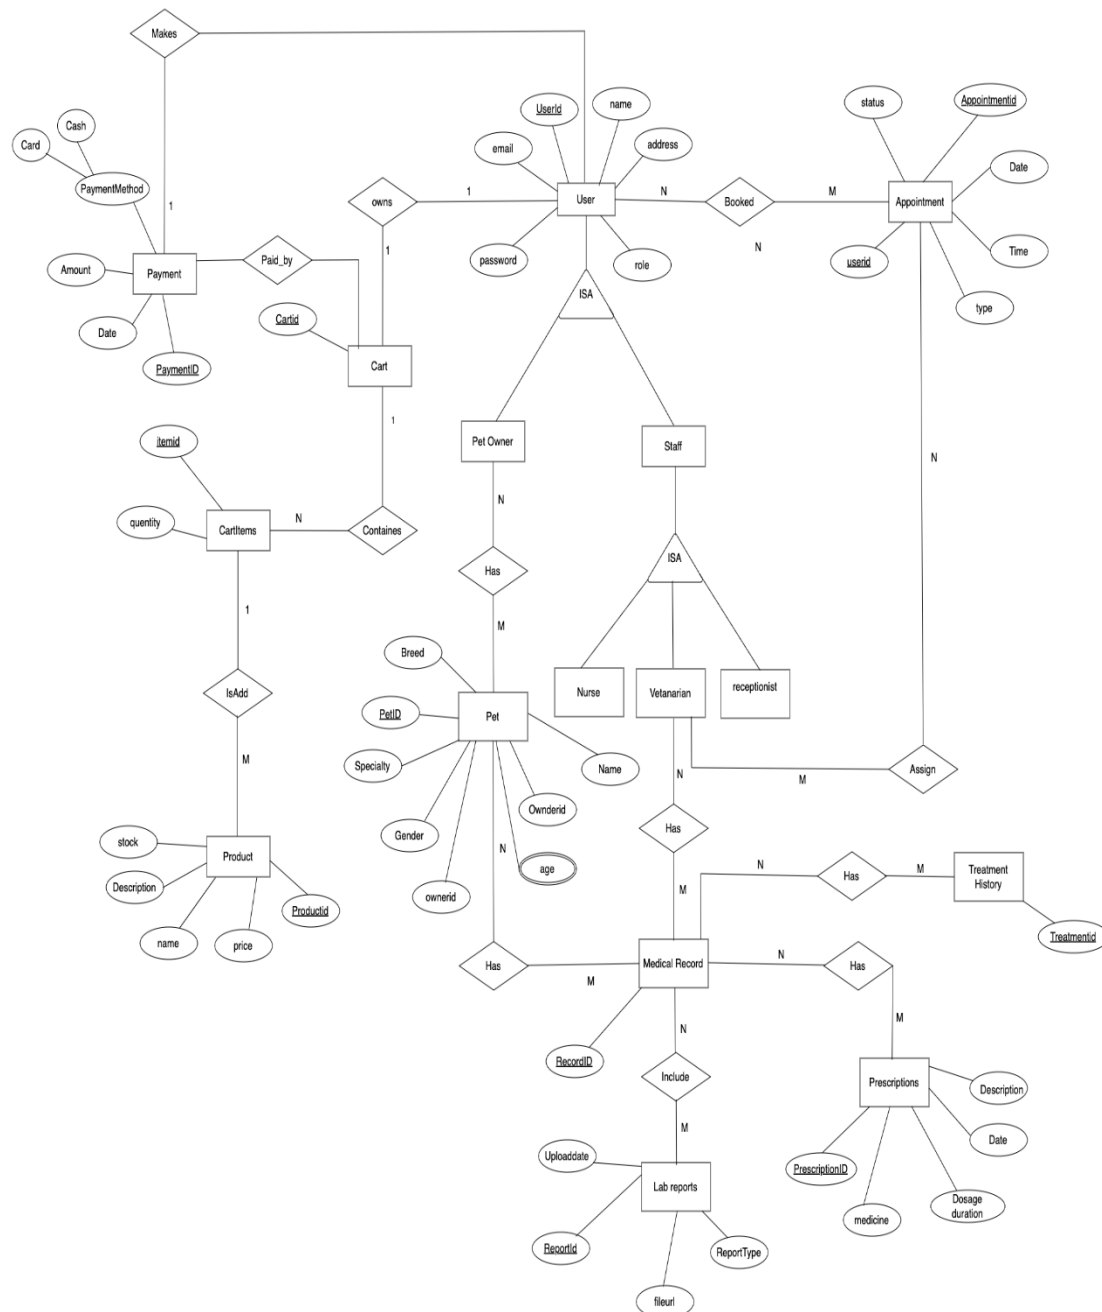 Makes
UserId
name
status
Appointmentid
Cash
Card
email
address
Date
PaymentMethod
owns
1
User
N
Booked
M
Appointment
1
N
1
Payment
Paid_by
password
role
userid
Time
Amount
ISA
type
Date
Cartid
PaymentID
Cart
1
itemid
Pet Owner
Staff
N
N
quentity
CartItems
N
Containes
ISA
Has
1
M
Breed
Nurse
Vetanarian
receptionist
IsAdd
PetID
Pet
M
Specialty
Name
N
M
Assign
Ownderid
stock
Gender
N
Has
Product
age
N
Has
M
Treatment
History
Description
ownerid
M
Productid
name
price
Treatmentid
Has
M
Medical Record
N
Has
N
M
RecordID
Include
Prescriptions
Description
M
Date
Uploaddate
Lab reports
PrescriptionID
Dosage
duration
medicine
ReportId
ReportType
fileurl